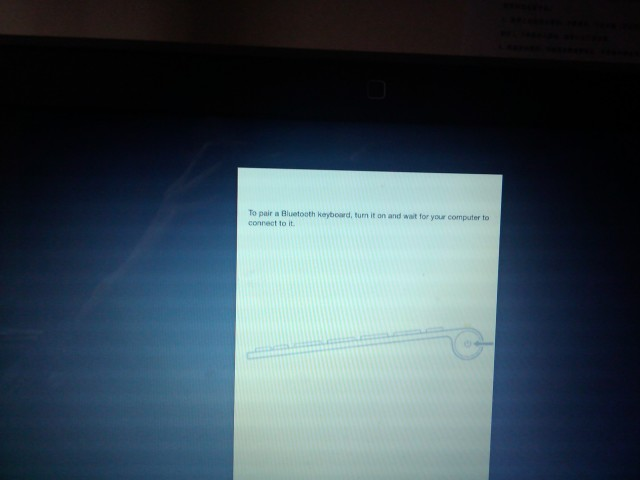 To pair a Bluetooth keyboard, turn it on and wait for your computer to
connect to it.